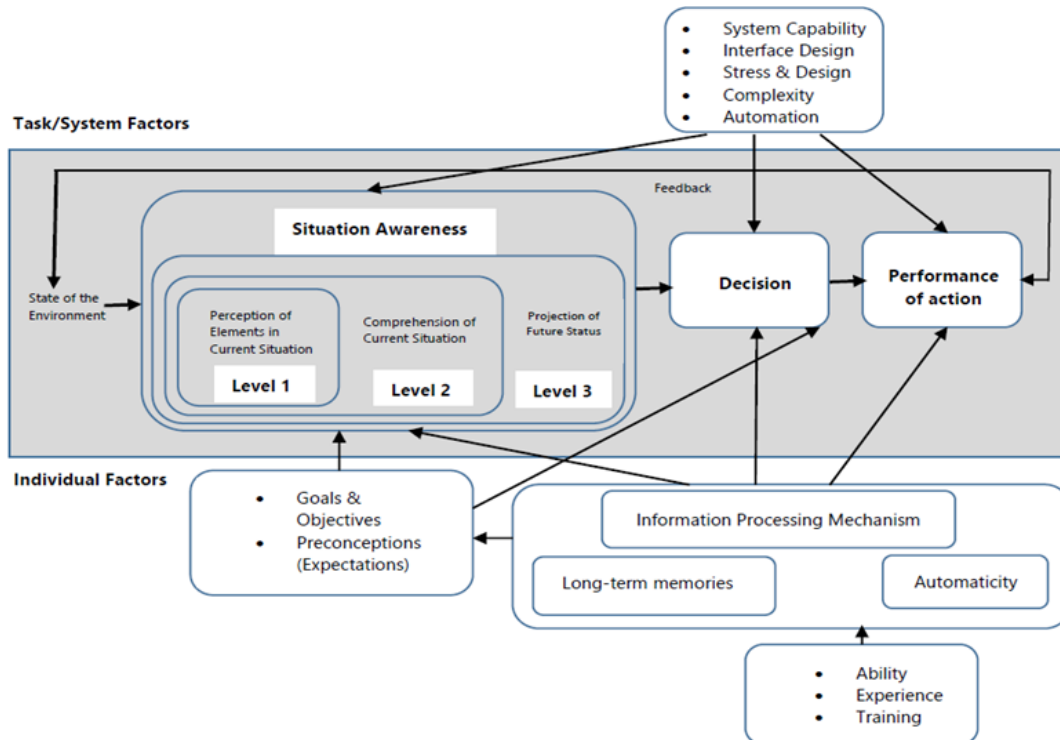 • System Capability
• Interface Design
• Stress & Design
• Complexity
• Automation
Task/System Factors
Feedback
Situation Awareness
State of the
Environment
Perception of
Elements in
Current Situation
Level 1
Comprehension of
Current Situation
Level 2
Projection of
Future Status
Level 3
Decision
Performance
of action
Individual Factors
• Goals &
Objectives
• Preconceptions
(Expectations)
Information Processing Mechanism
Long-term memories
Automaticity
• Ability
• Experience
• Training